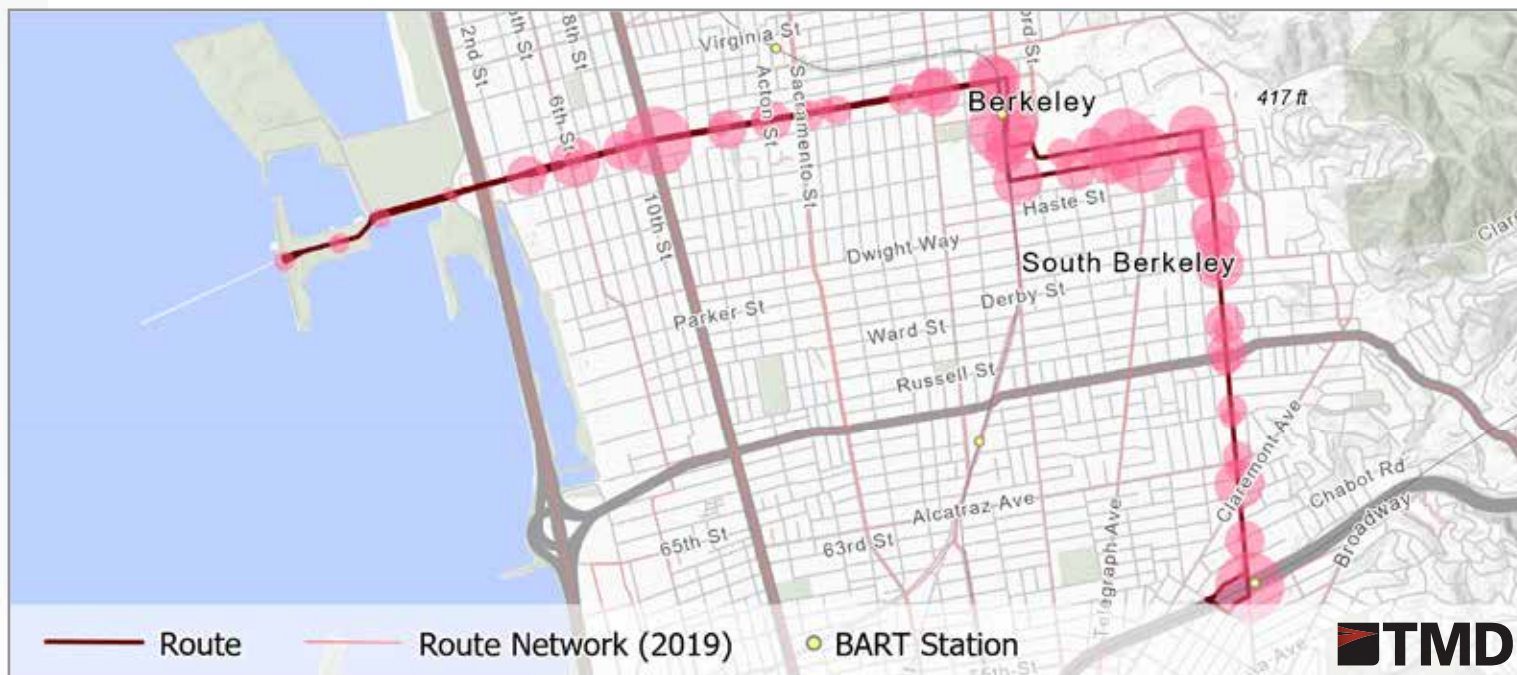 2nd St
6th St
8th St
Virginia St
Acton St
Sacramento St
Berkeley
417 ft
10th St
Haste St
Dwight Way
South Berkeley
Derby St
Parker St
Ward St
Russell St
Claremont Ave
Chabot Rd
Broadway
Alcatraz Ave
65th St
63rd St
Telegraph Ave
55th St
Route
Route Network (2019)
BART Station
TMD